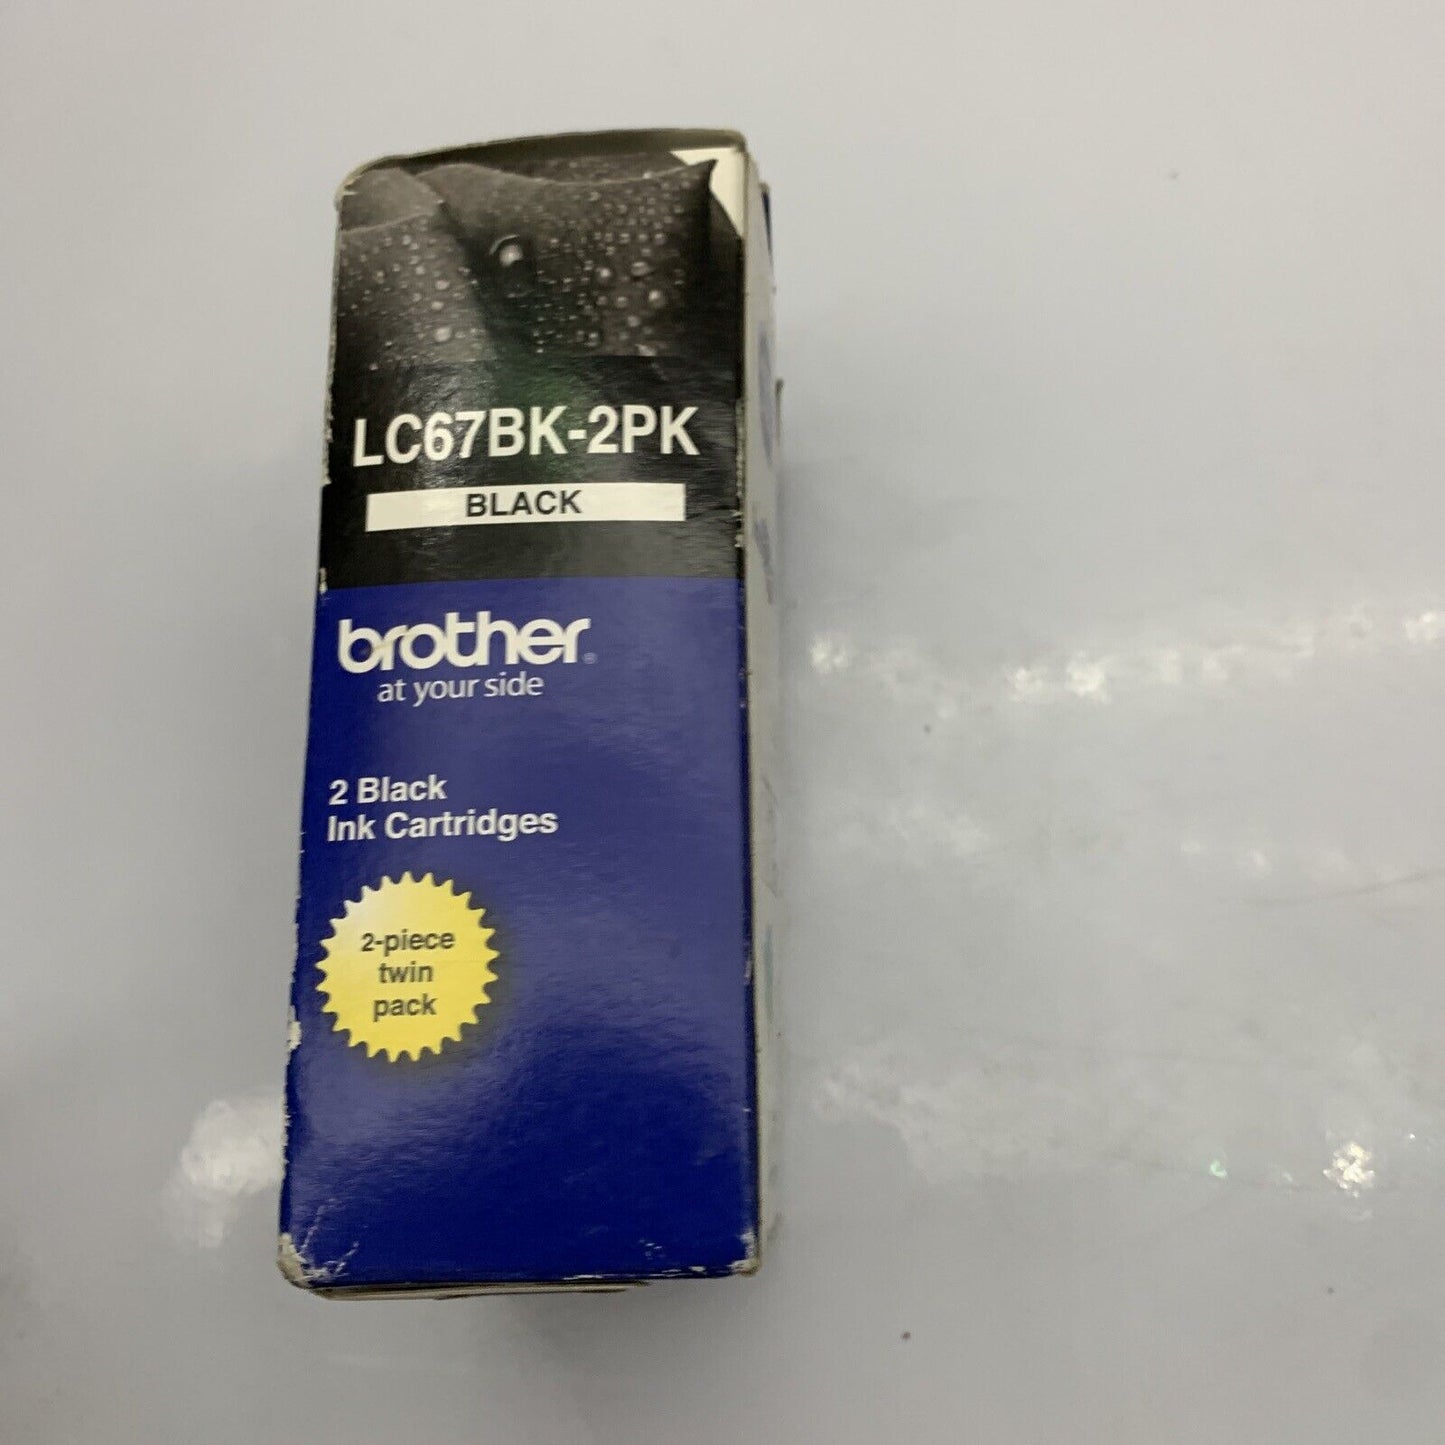 LC67BK-2PK
BLACK
brother®
at your side
2 Black
Ink Cartridges
2-piece
twin
pack